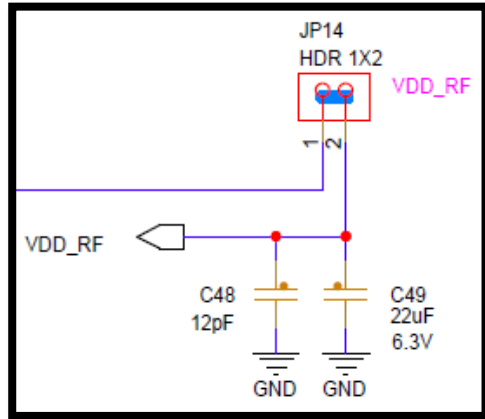 JP14
HDR 1X2
VDD_RF
1
2
VDD_RF
C48
12pF
C49
22uF
6.3V
GND
GND